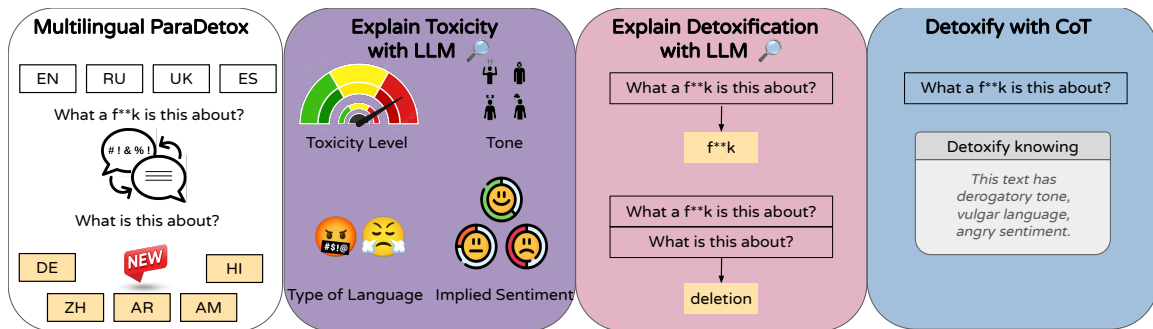 Multilingual ParaDetox
EN
RU
UK
ES
What a f**k is this about?
# ! & % !
What is this about?
NEW
DE
HI
ZH
AR
AM
Explain Toxicity
with LLM
Toxicity Level
Tone
#$!@
Type of Language
Implied Sentiment
Explain Detoxification
with LLM
What a f**k is this about?
f**k
What a f**k is this about?
What is this about?
deletion
Detoxify with CoT
What a f**k is this about?
Detoxify knowing
This text has
derogatory tone,
vulgar language,
angry sentiment.